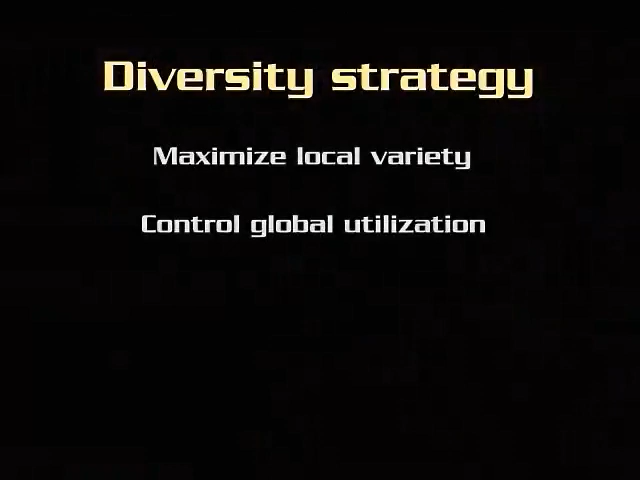 Diversity strategy
Maximize local variety
Control global utilization